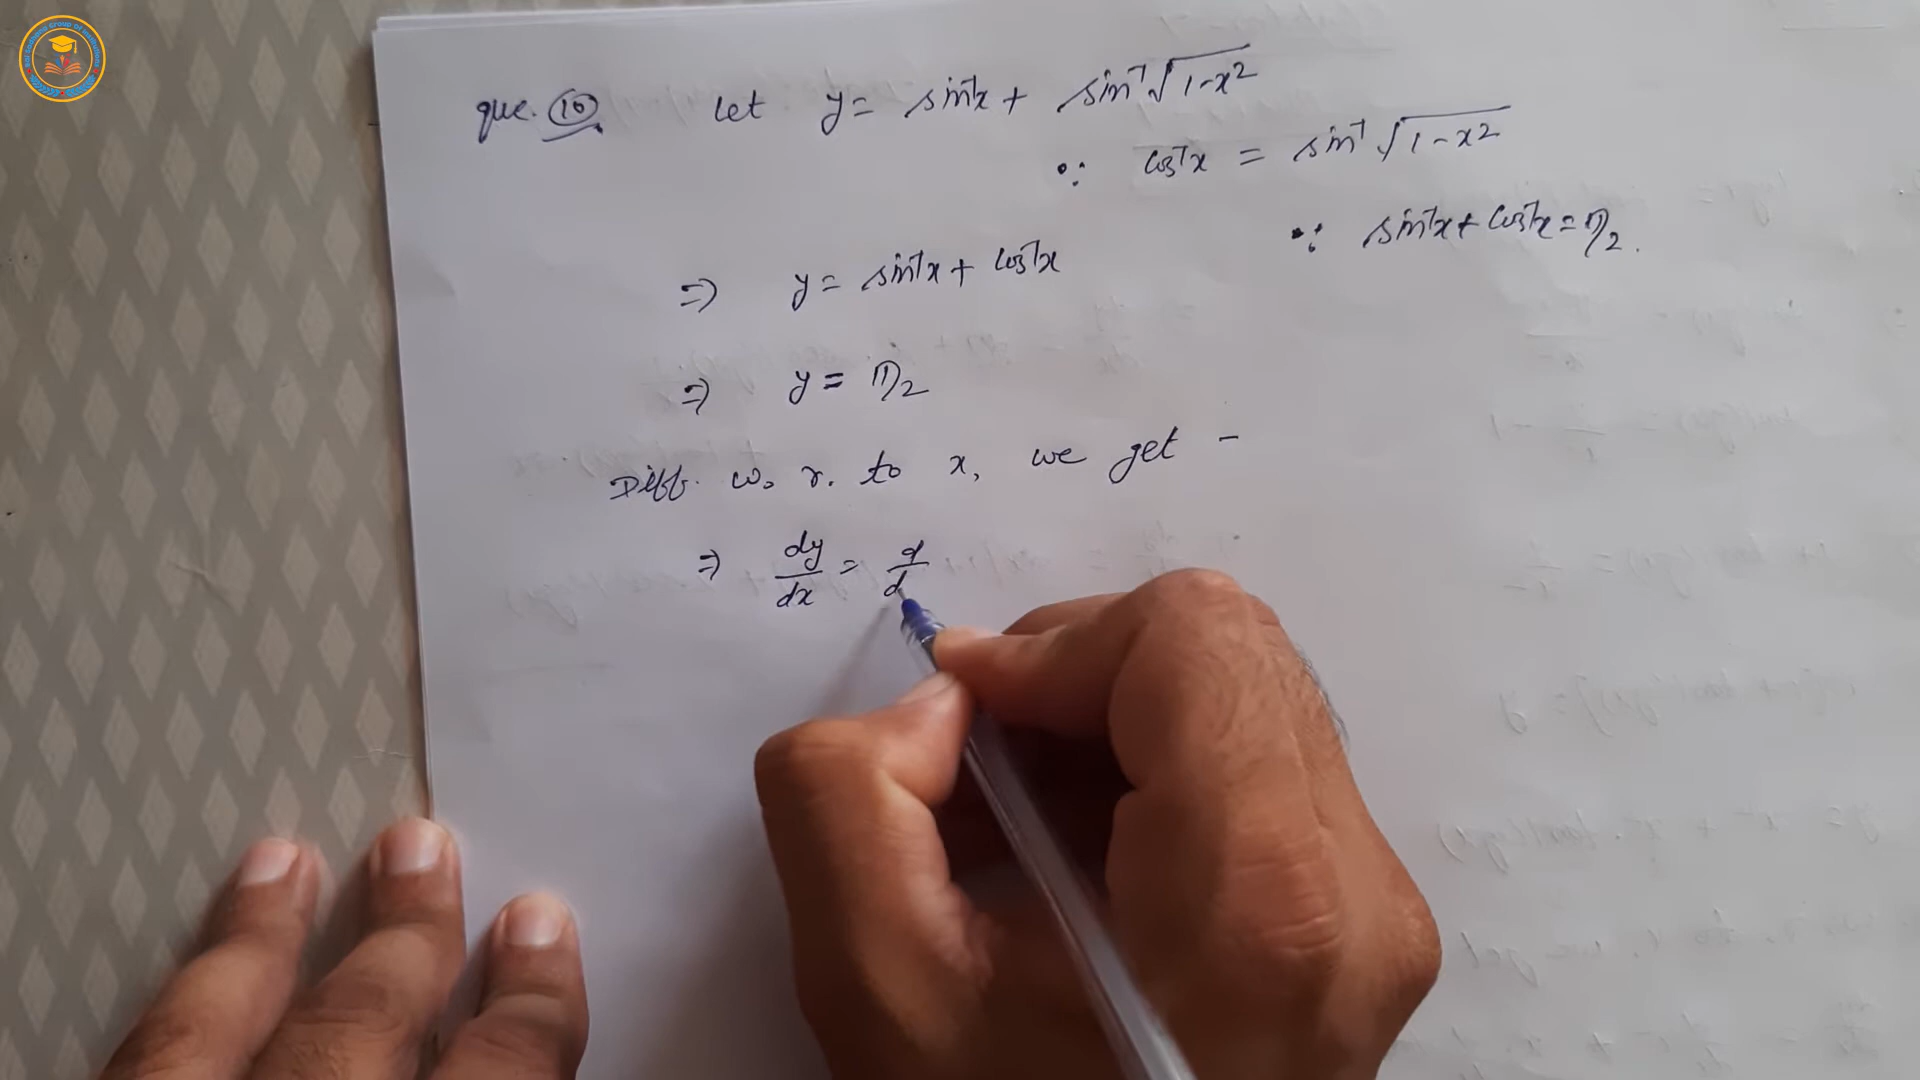 que. 10 let y = sin⁻¹x + sin⁻¹√1-x²
∵ cos⁻¹x = sin⁻¹√1-x²
⇒ y = sin⁻¹x + cos⁻¹x ∵ sin⁻¹x + cos⁻¹x = π/2.
⇒ y = π/2
Diff. w. r. to x, we get -
⇒ dy/dx = d/d